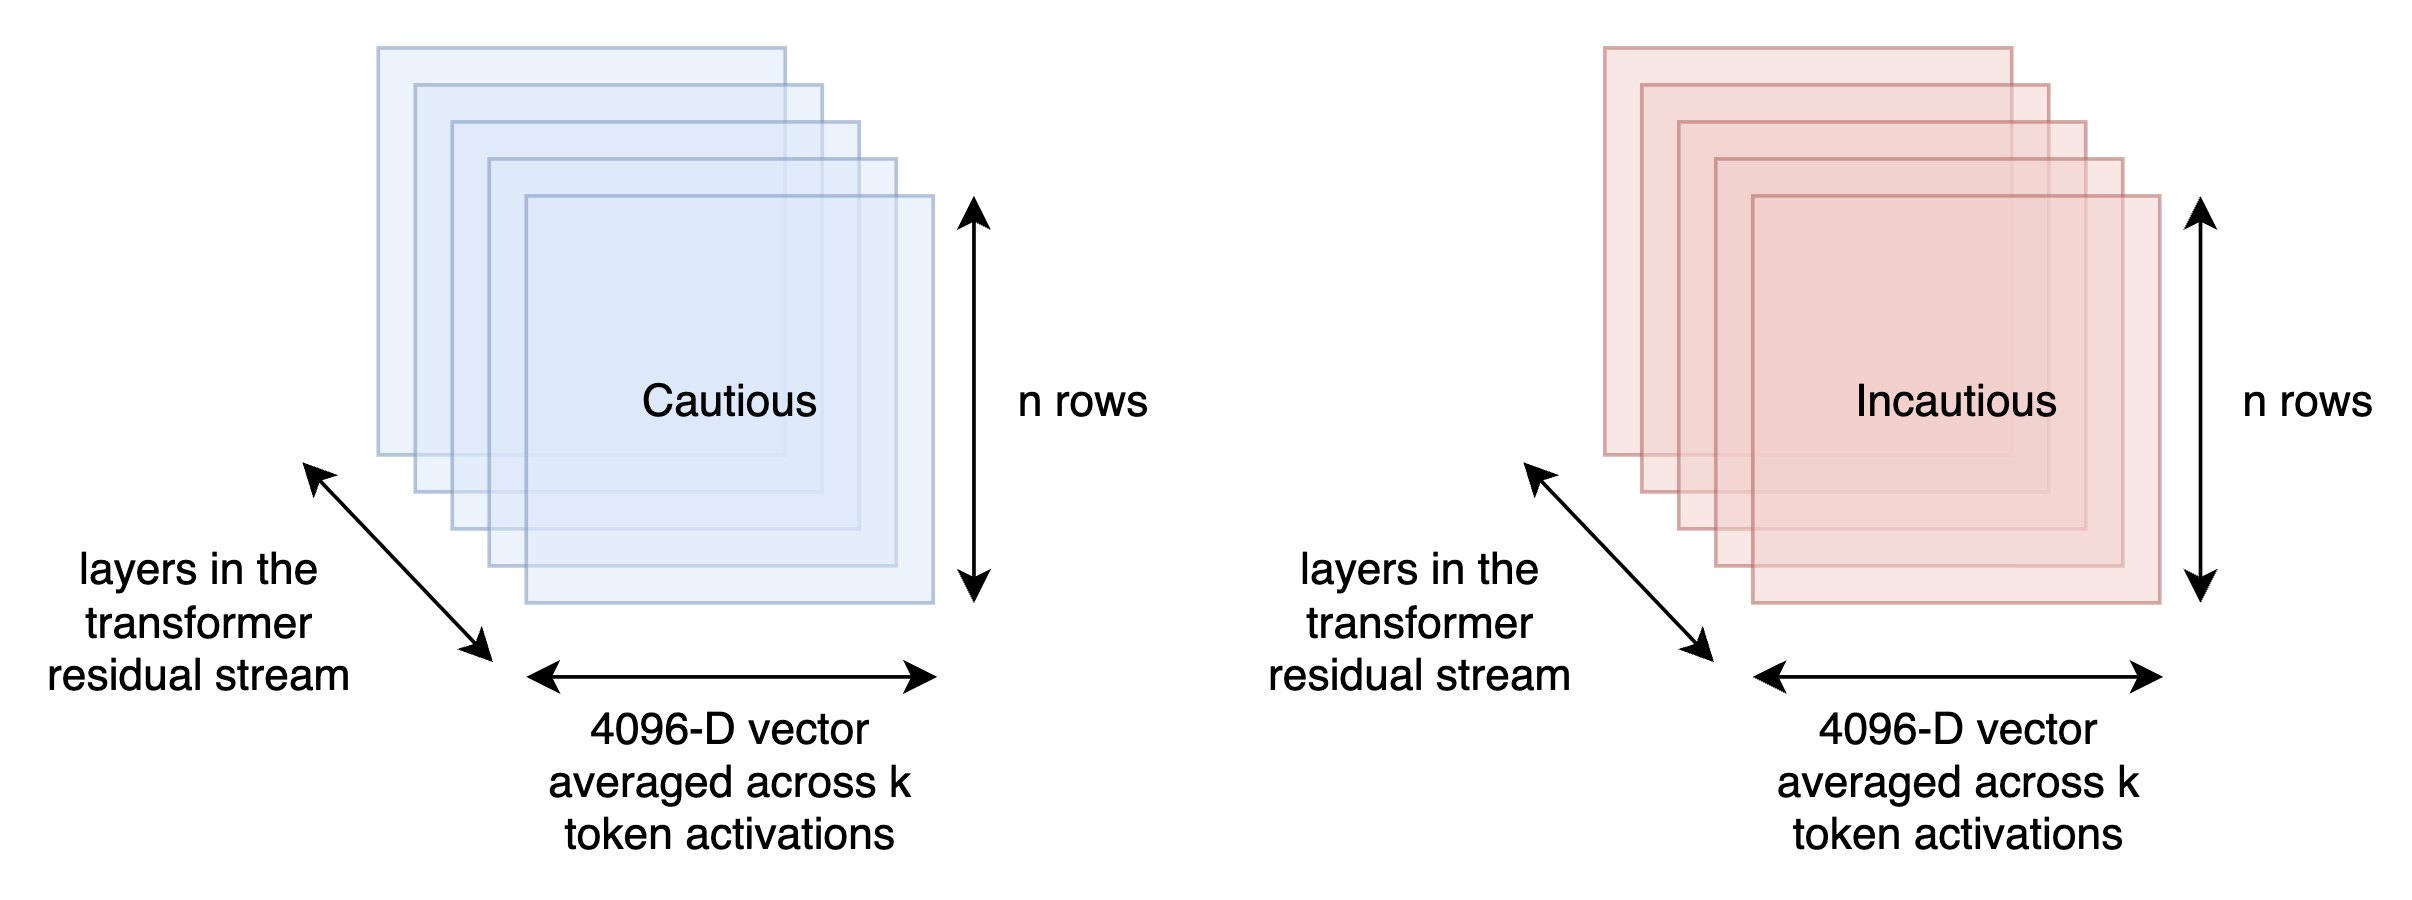 Cautious
n rows
layers in the
transformer
residual stream
4096-D vector
averaged across k
token activations
Incautious
n rows
layers in the
transformer
residual stream
4096-D vector
averaged across k
token activations